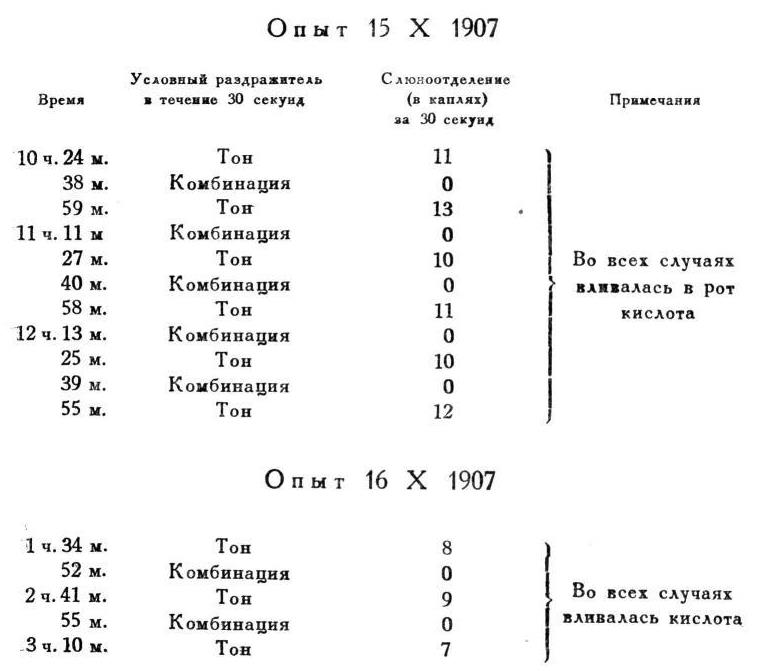 Опыт 15 X 1907
Время
Условный раздражитель
в течение 30 секунд
Слюноотделение
(в каплях)
за 30 секунд
Примечания
10 ч. 24 м. Тон 11
38 м. Комбинация 0
59 м. Тон 13
11 ч. 11 м Комбинация 0
27 м. Тон 10
40 м. Комбинация 0
58 м. Тон 11
12 ч. 13 м. Комбинация 0
25 м. Тон 10
39 м. Комбинация 0
55 м. Тон 12
Во всех случаях
вливалась в рот
кислота
Опыт 16 X 1907
1 ч. 34 м. Тон 8
52 м. Комбинация 0
2 ч. 41 м. Тон 9
55 м. Комбинация 0
3 ч. 10 м. Тон 7
Во всех случаях
вливалась кислота